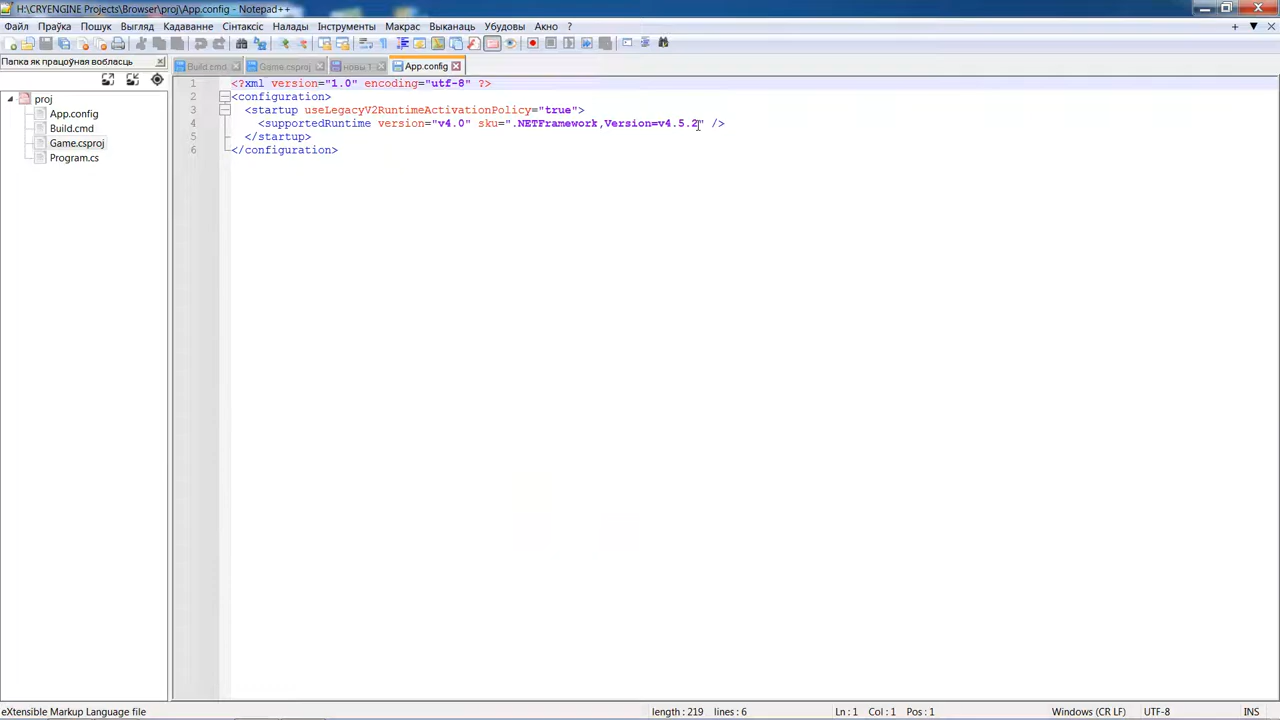 H:\CRYENGINE Projects\Browser\proj\App.config - Notepad++
Файл Праўка Пошук Выгляд Кадаванне Сінтаксіс Налады Інструменты Макрас Выканаць Убудовы Акно ?
Папка як працоўная вобласць
Build.cmd Game.csproj новы 1 App.config
proj
App.config
Build.cmd
Game.csproj
Program.cs
1 <?xml version="1.0" encoding="utf-8" ?>
2 <configuration>
3 <startup useLegacyV2RuntimeActivationPolicy="true">
4 <supportedRuntime version="v4.0" sku=".NETFramework,Version=v4.5.2" />
5 </startup>
6 </configuration>
eXtensible Markup Language file length : 219 lines : 6 Ln : 1 Col : 1 Pos : 1 Windows (CR LF) UTF-8 INS